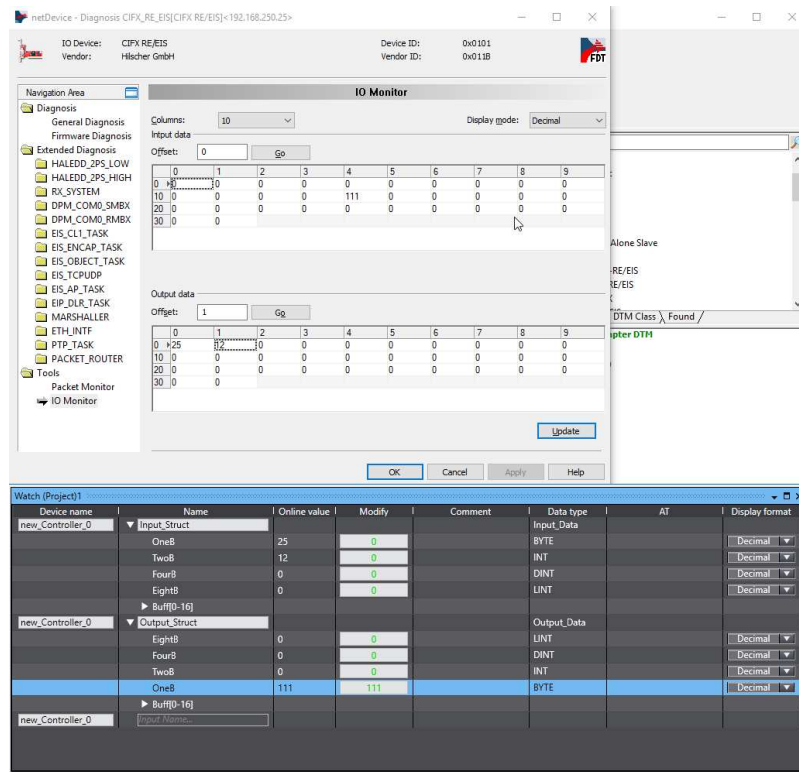 netDevice - Diagnosis CIFX_RE_EIS[CIFX RE/EIS]<192.168.250.25>
IO Device: CIFX RE/EIS Device ID: 0x0101
Vendor: Hilscher GmbH Vendor ID: 0x011B
FDT
Navigation Area
Diagnosis
General Diagnosis
Firmware Diagnosis
Extended Diagnosis
HALEDD_2PS_LOW
HALEDD_2PS_HIGH
RX_SYSTEM
DPM_COM0_SMBX
DPM_COM0_RMBX
EIS_CL1_TASK
EIS_ENCAP_TASK
EIS_OBJECT_TASK
EIS_TCPUDP
EIS_AP_TASK
EIP_DLR_TASK
MARSHALLER
ETH_INTF
PTP_TASK
PACKET_ROUTER
Tools
Packet Monitor
IO Monitor
IO Monitor
Columns: 10 Display mode: Decimal
Intput data
Offset: 0 Go
0 1 2 3 4 5 6 7 8 9
0 0 0 0 0 0 0 0 0 0 0
10 0 0 0 0 111 0 0 0 0 0
20 0 0 0 0 0 0 0 0 0 0
30 0 0
Output data
Offset: 1 Go
0 1 2 3 4 5 6 7 8 9
0 25 12 0 0 0 0 0 0 0 0
10 0 0 0 0 0 0 0 0 0 0
20 0 0 0 0 0 0 0 0 0 0
30 0 0
Update
OK Cancel Apply Help
Alone Slave
-RE/EIS
RE/EIS
DTM Class Found
pter DTM
Watch (Project)1
Device name Name Online value Modify Comment Data type AT Display format
new_Controller_0 Input_Struct Input_Data
OneB 25 0 BYTE Decimal
TwoB 12 0 INT Decimal
FourB 0 0 DINT Decimal
EightB 0 0 LINT Decimal
Buff[0-16]
new_Controller_0 Output_Struct Output_Data
EightB 0 0 LINT Decimal
FourB 0 0 DINT Decimal
TwoB 0 0 INT Decimal
OneB 111 111 BYTE Decimal
Buff[0-16]
new_Controller_0 Input Name...